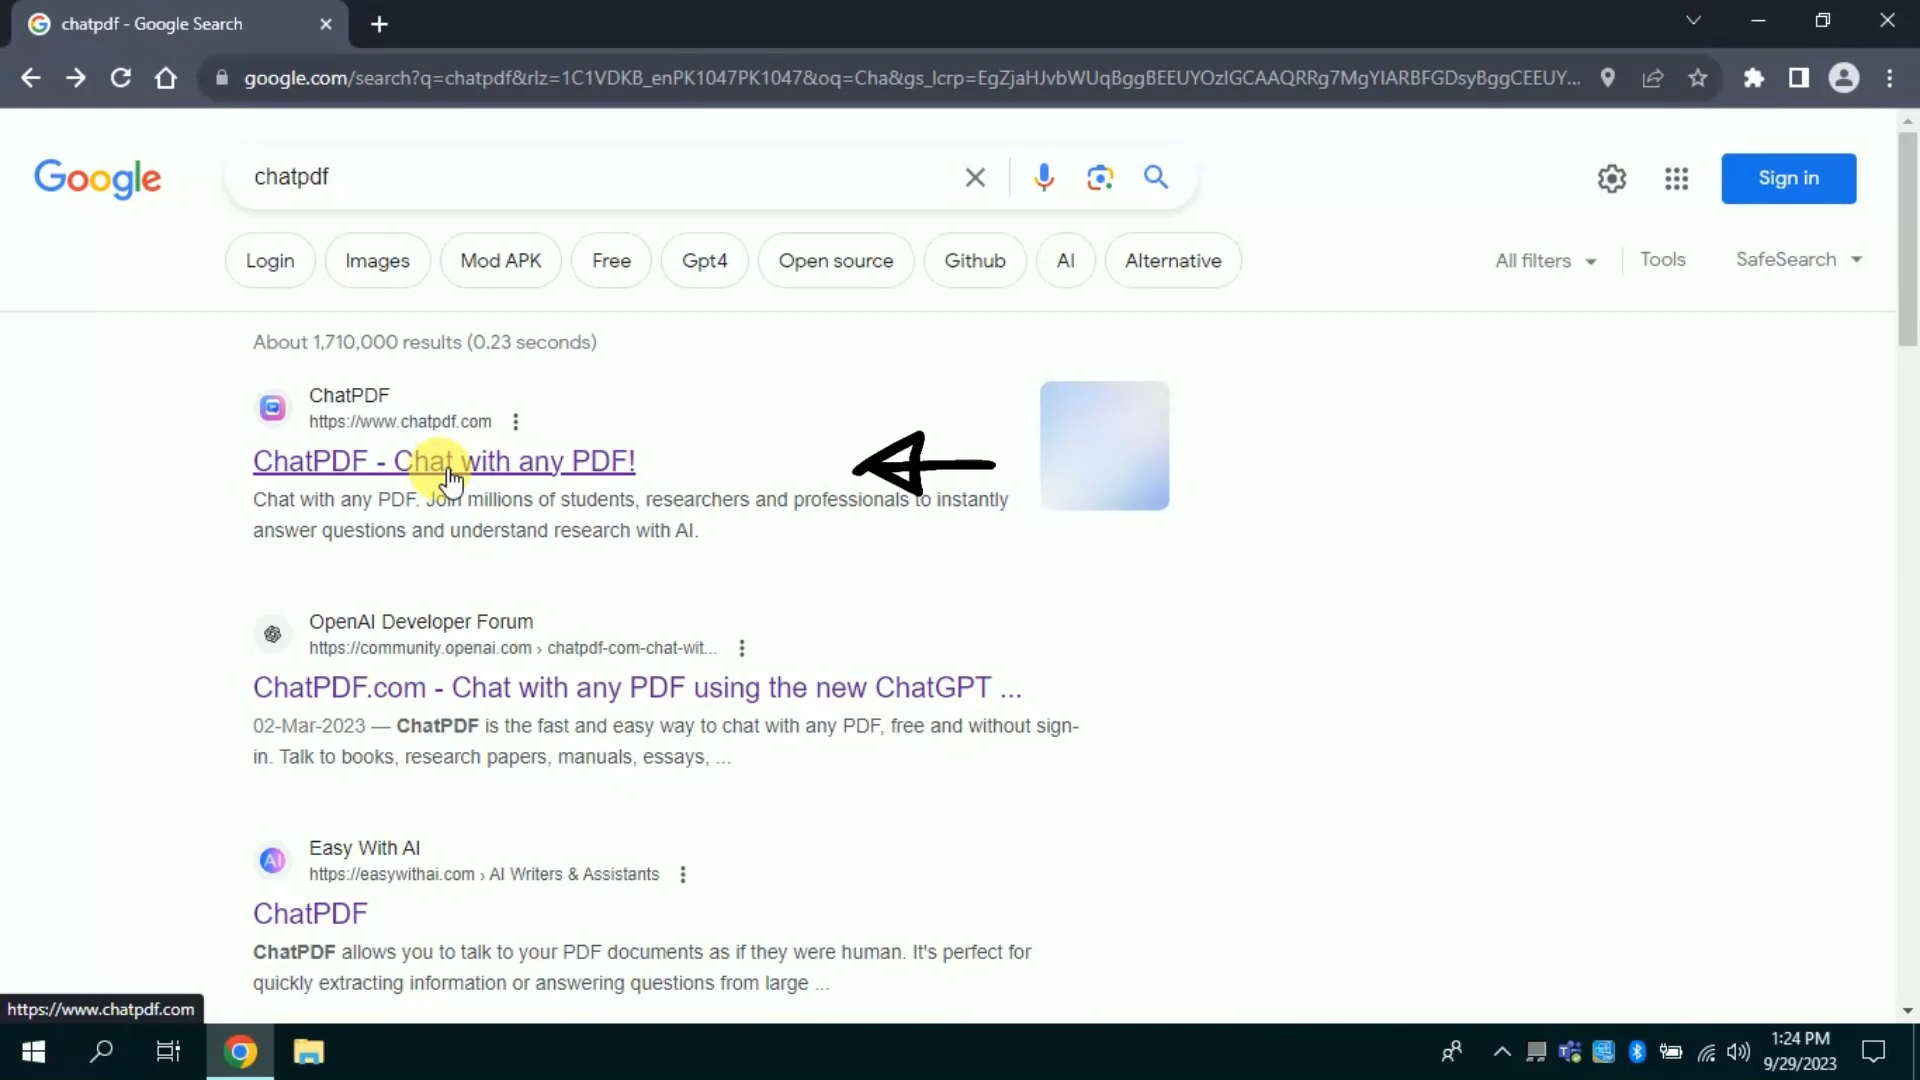 chatpdf - Google Search
google.com/search?q=chatpdf&rlz=1C1VDKB_enPK1047PK1047&oq=Cha&gs_lcrp=EgZjaHJvbWUqBggBEEUYOzIGCAAQRRg7MgYIARBFGDsyBggCEEUY...
Google
chatpdf
Sign in
Login Images Mod APK Free Gpt4 Open source Github AI Alternative All filters Tools SafeSearch
About 1,710,000 results (0.23 seconds)
ChatPDF
https://www.chatpdf.com
ChatPDF - Chat with any PDF!
Chat with any PDF. Join millions of students, researchers and professionals to instantly
answer questions and understand research with AI.
OpenAI Developer Forum
https://community.openai.com › chatpdf-com-chat-wit...
ChatPDF.com - Chat with any PDF using the new ChatGPT ...
02-Mar-2023 — ChatPDF is the fast and easy way to chat with any PDF, free and without sign-
in. Talk to books, research papers, manuals, essays, ...
Easy With AI
AI
https://easywithai.com › AI Writers & Assistants
ChatPDF
ChatPDF allows you to talk to your PDF documents as if they were human. It's perfect for
quickly extracting information or answering questions from large ...
https://www.chatpdf.com
1:24 PM
9/29/2023